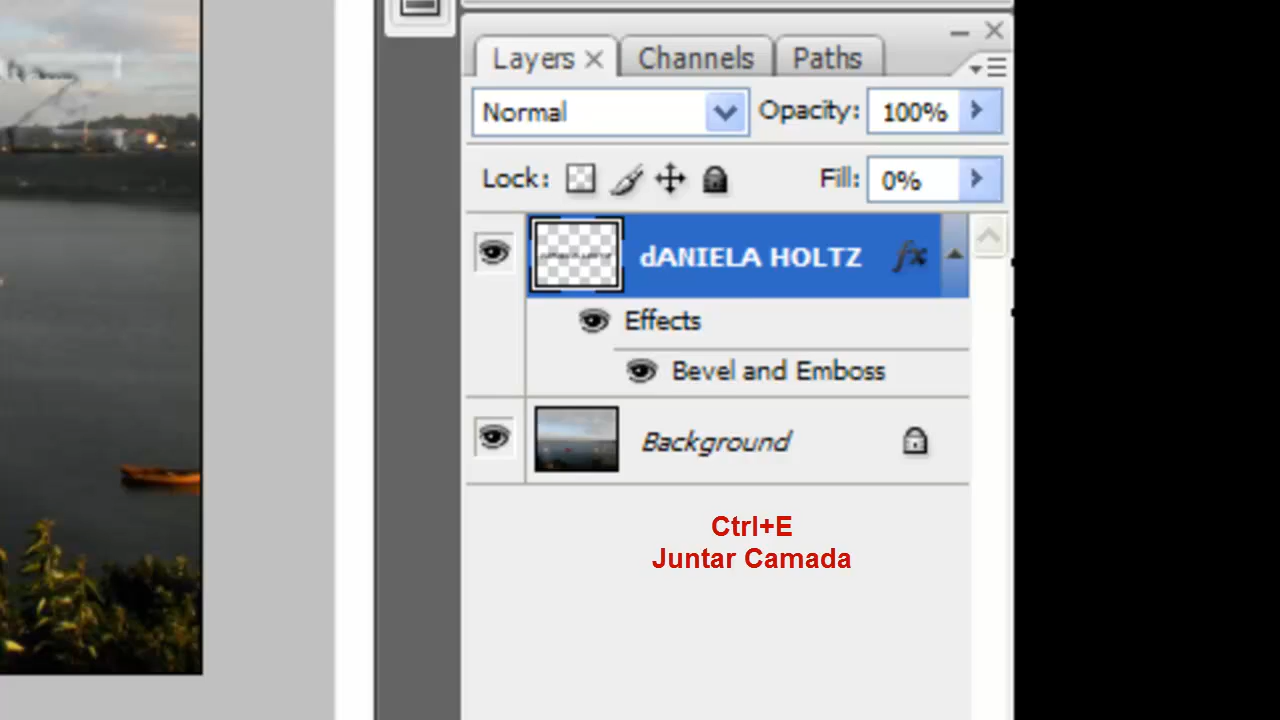 Layers
Channels
Paths
Normal
Opacity: 100%
Lock:
Fill: 0%
dANIELA HOLTZ
fx
Effects
Bevel and Emboss
Background
Ctrl+E
Juntar Camada